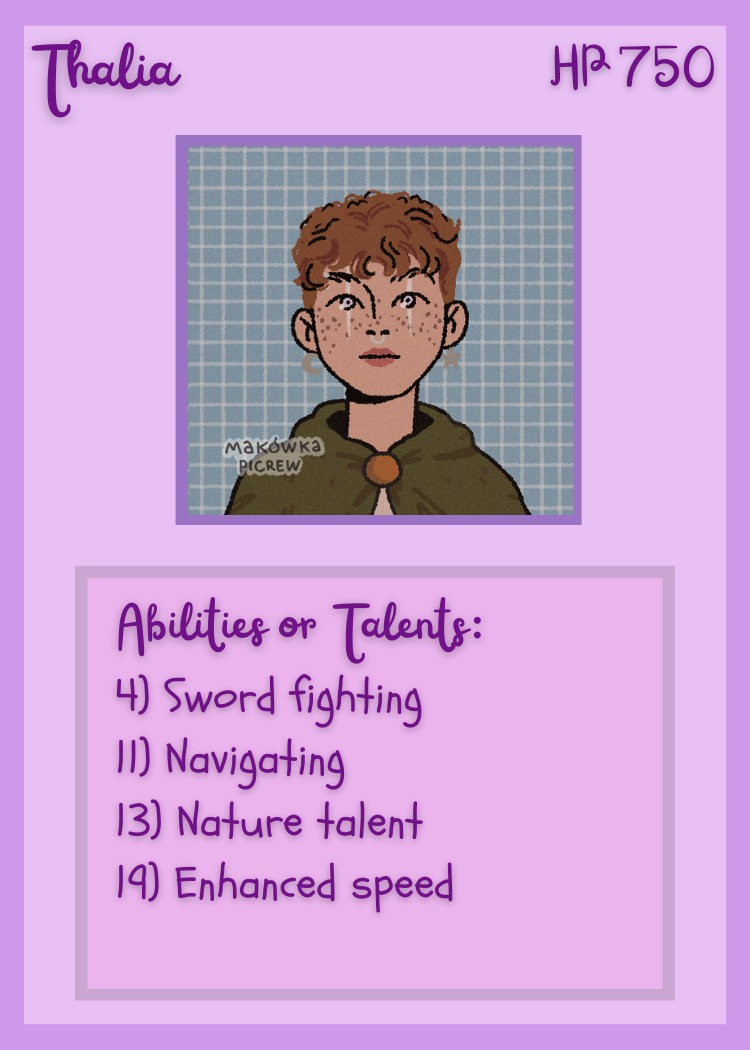 Thalia
HP 750
Makówka
Picrew
Abilities or Talents:
4) Sword fighting
11) Navigating
13) Nature talent
19) Enhanced speed